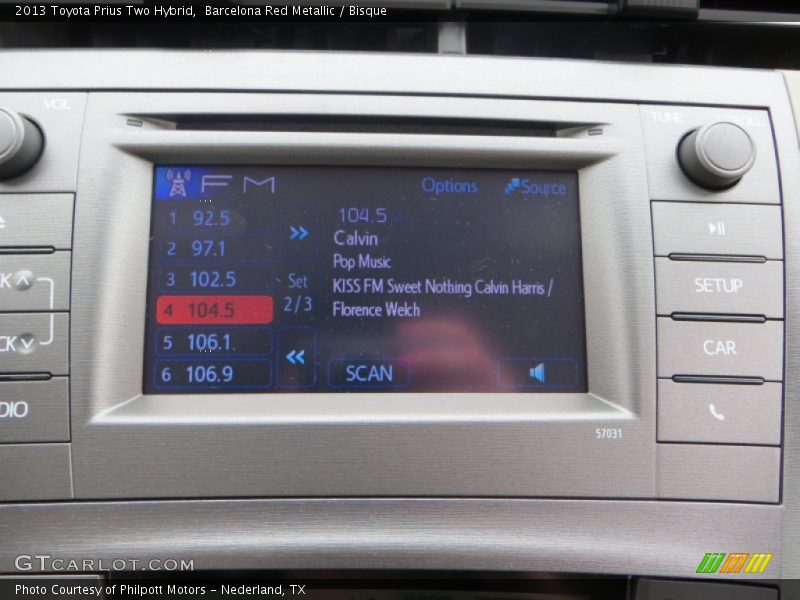 2013 Toyota Prius Two Hybrid, Barcelona Red Metallic / Bisque
VOL
TUNE SCROLL
FM
Options
Source
1 92.5
2 97.1
3 102.5
4 104.5
5 106.1
6 106.9
Set
2/3
104.5
Calvin
Pop Music
KISS FM Sweet Nothing Calvin Harris /
Florence Welch
SCAN
SETUP
CAR
57031
GTCARLOT.COM
Photo Courtesy of Philpott Motors - Nederland, TX